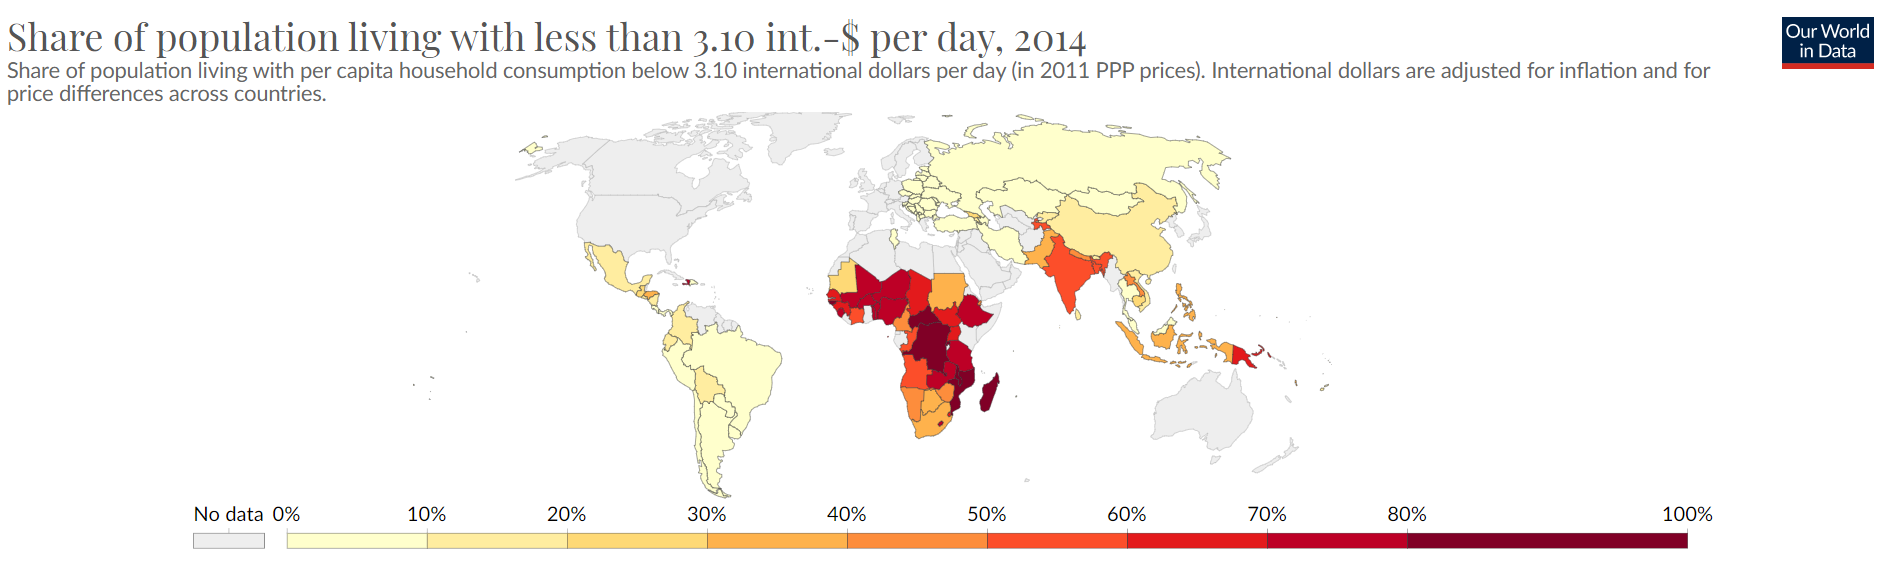 Share of population living with less than 3.10 int.-$ per day, 2014
Our World
in Data
Share of population living with per capita household consumption below 3.10 international dollars per day (in 2011 PPP prices). International dollars are adjusted for inflation and for
price differences across countries.
No data 0% 10% 20% 30% 40% 50% 60% 70% 80% 100%